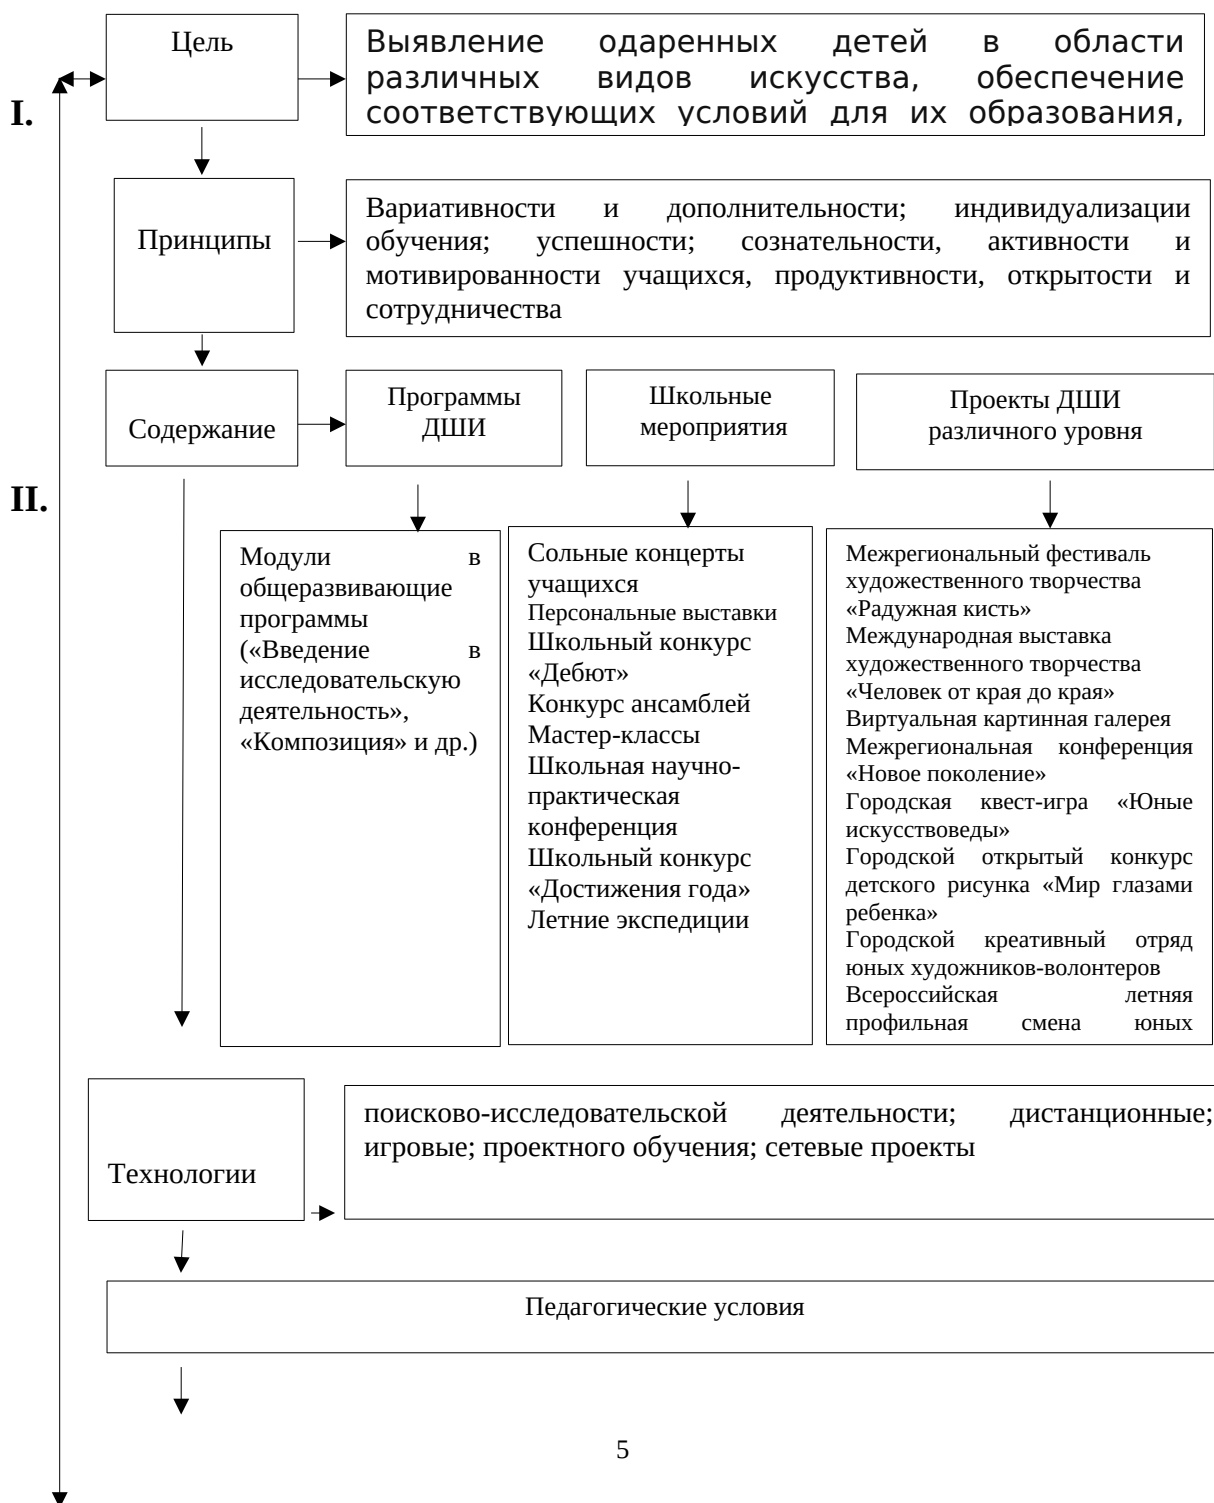 Цель
Выявление одаренных детей в области
различных видов искусства, обеспечение
соответствующих условий для их образования,
I.
Принципы
Вариативности и дополнительности; индивидуализации
обучения; успешности; сознательности, активности и
мотивированности учащихся, продуктивности, открытости и
сотрудничества
Содержание
Программы
ДШИ
Школьные
мероприятия
Проекты ДШИ
различного уровня
II.
Модули в
общеразвивающие
программы
(«Введение в
исследовательскую
деятельность»,
«Композиция» и др.)
Сольные концерты
учащихся
Персональные выставки
Школьный конкурс
«Дебют»
Конкурс ансамблей
Мастер-классы
Школьная научно-
практическая
конференция
Школьный конкурс
«Достижения года»
Летние экспедиции
Межрегиональный фестиваль
художественного творчества
«Радужная кисть»
Международная выставка
художественного творчества
«Человек от края до края»
Виртуальная картинная галерея
Межрегиональная конференция
«Новое поколение»
Городская квест-игра «Юные
искусствоведы»
Городской открытый конкурс
детского рисунка «Мир глазами
ребенка»
Городской креативный отряд
юных художников-волонтеров
Всероссийская летняя
профильная смена юных
Технологии
поисково-исследовательской деятельности; дистанционные;
игровые; проектного обучения; сетевые проекты
Педагогические условия
5